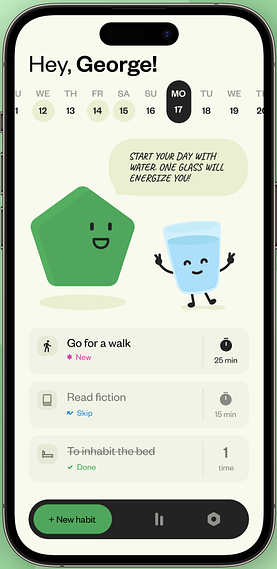 Hey, George!
U WE TH FR SA SU MO TU WE TH
11 12 13 14 15 16 17 18 19 20
START YOUR DAY WITH
WATER. ONE GLASS WILL
ENERGIZE YOU!
Go for a walk
New
25 min
Read fiction
Skip
15 min
To inhabit the bed
Done
1
time
+ New habit